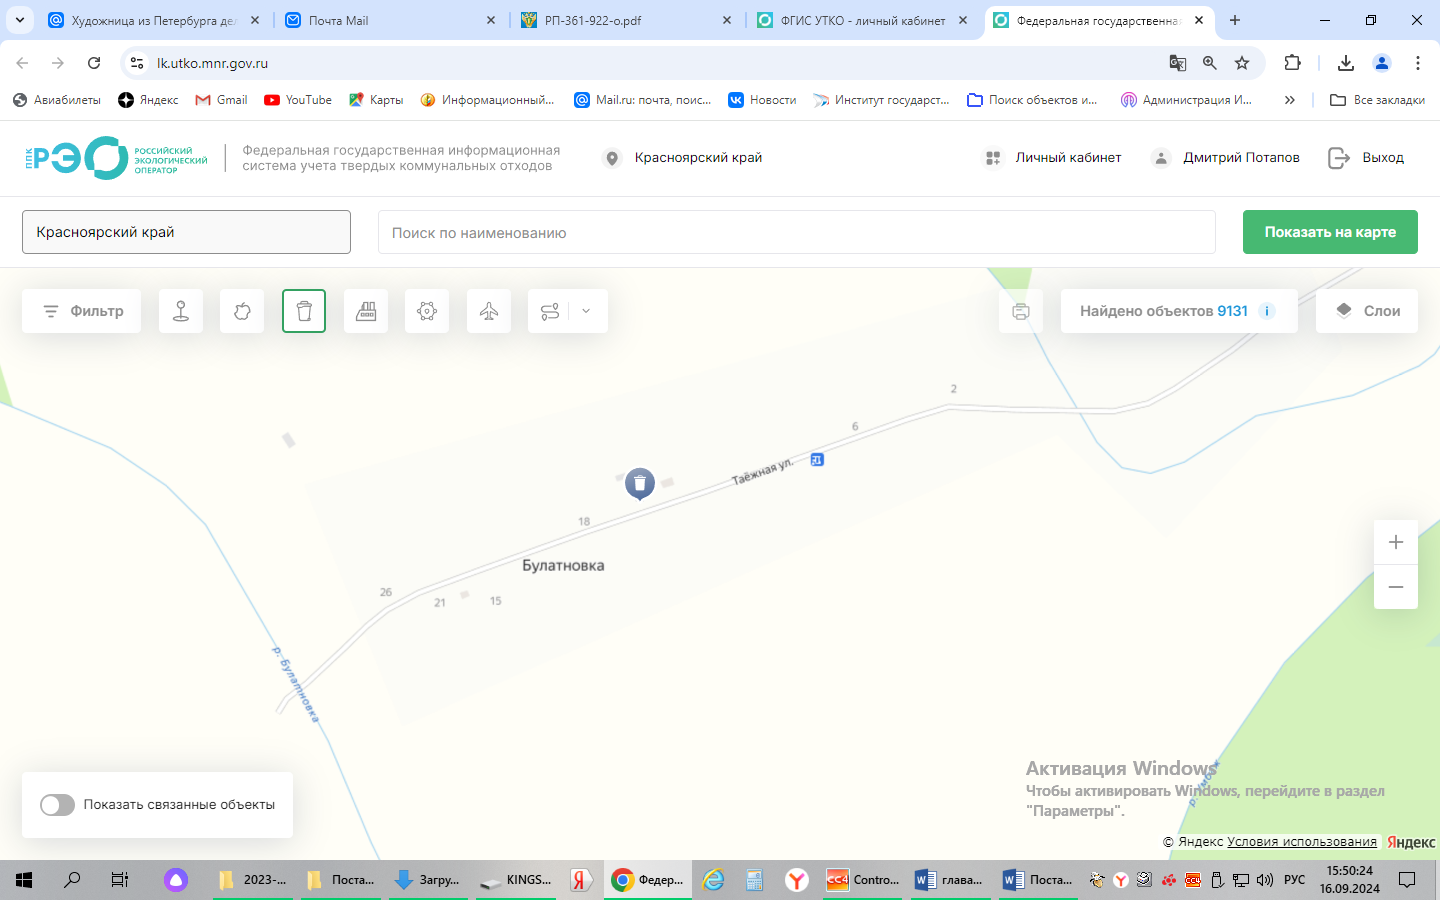 Художница из Петербурга де
Почта Mail
РП-361-922-о.pdf
ФГИС УТКО - личный кабинет
Федеральная государственна
lk.utko.mnr.gov.ru
Авиабилеты
Яндекс
Gmail
YouTube
Карты
Информационный...
Mail.ru: почта, поис...
Новости
Институт государст...
Поиск объектов и...
Администрация И...
Все закладки
ППК РЭО
РОССИЙСКИЙ
ЭКОЛОГИЧЕСКИЙ
ОПЕРАТОР
Федеральная государственная информационная
система учета твердых коммунальных отходов
Красноярский край
Личный кабинет
Дмитрий Потапов
Выход
Красноярский край
Поиск по наименованию
Показать на карте
Фильтр
Найдено объектов 9131 i
Слои
2
6
Таёжная ул.
18
Булатновка
26
21
15
р. Булатновка
Активация Windows
Чтобы активировать Windows, перейдите в раздел
"Параметры".
Показать связанные объекты
© Яндекс Условия использования Яндекс
2023-...
Поста...
Загру...
KINGS...
Федер...
Contro...
глава...
Поста...
РУС
15:50:24
16.09.2024